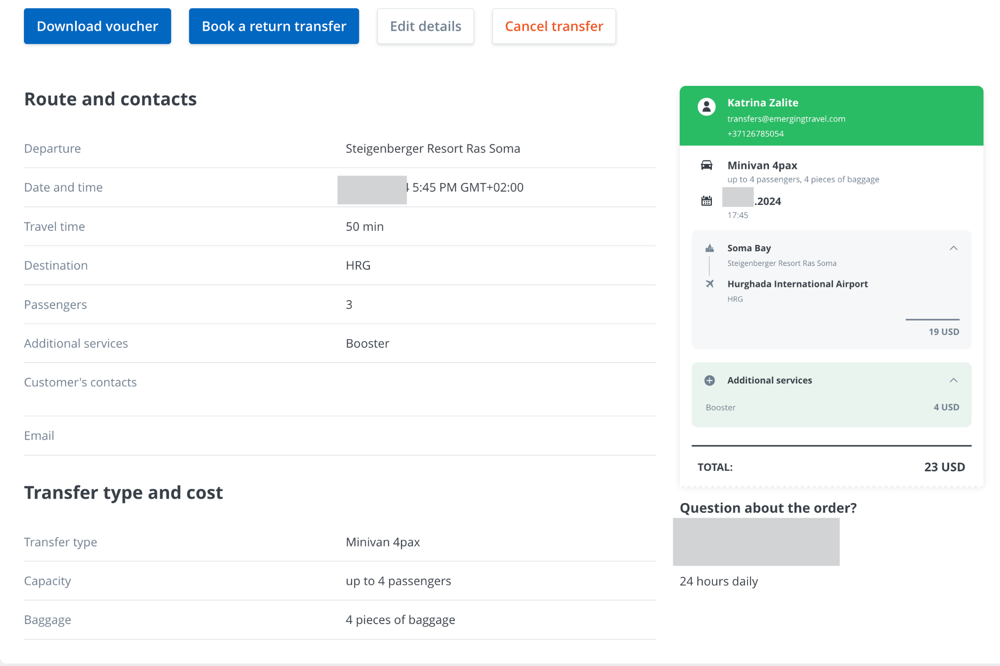 Download voucher
Book a return transfer
Edit details
Cancel transfer
Route and contacts
Departure
Steigenberger Resort Ras Soma
Date and time
5:45 PM GMT+02:00
Travel time
50 min
Destination
HRG
Passengers
3
Additional services
Booster
Customer's contacts
Email
Transfer type and cost
Transfer type
Minivan 4pax
Capacity
up to 4 passengers
Baggage
4 pieces of baggage
Katrina Zalite
transfers@emergingtravel.com
+37126785054
Minivan 4pax
up to 4 passengers, 4 pieces of baggage
.2024
17:45
Soma Bay
Steigenberger Resort Ras Soma
Hurghada International Airport
HRG
19 USD
Additional services
Booster
4 USD
TOTAL:
23 USD
Question about the order?
24 hours daily